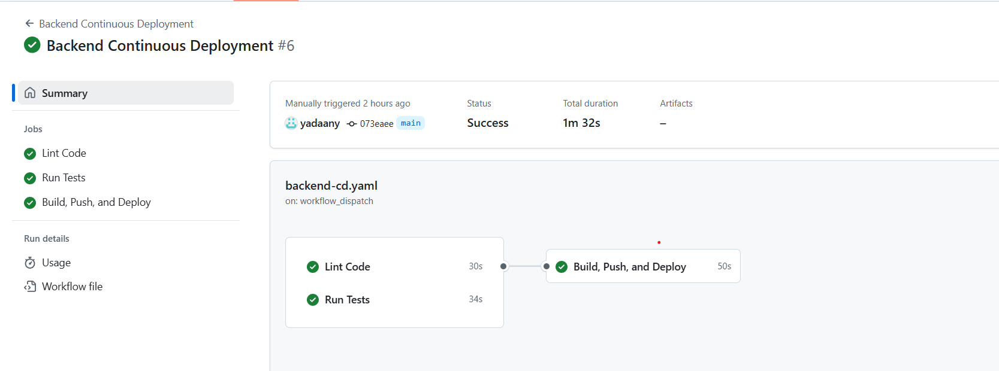 Backend Continuous Deployment
Backend Continuous Deployment #6
Summary
Jobs
Lint Code
Run Tests
Build, Push, and Deploy
Run details
Usage
Workflow file
Manually triggered 2 hours ago
yadaany 073eaee main
Status
Success
Total duration
1m 32s
Artifacts
–
backend-cd.yaml
on: workflow_dispatch
Lint Code 30s
Run Tests 34s
Build, Push, and Deploy 50s